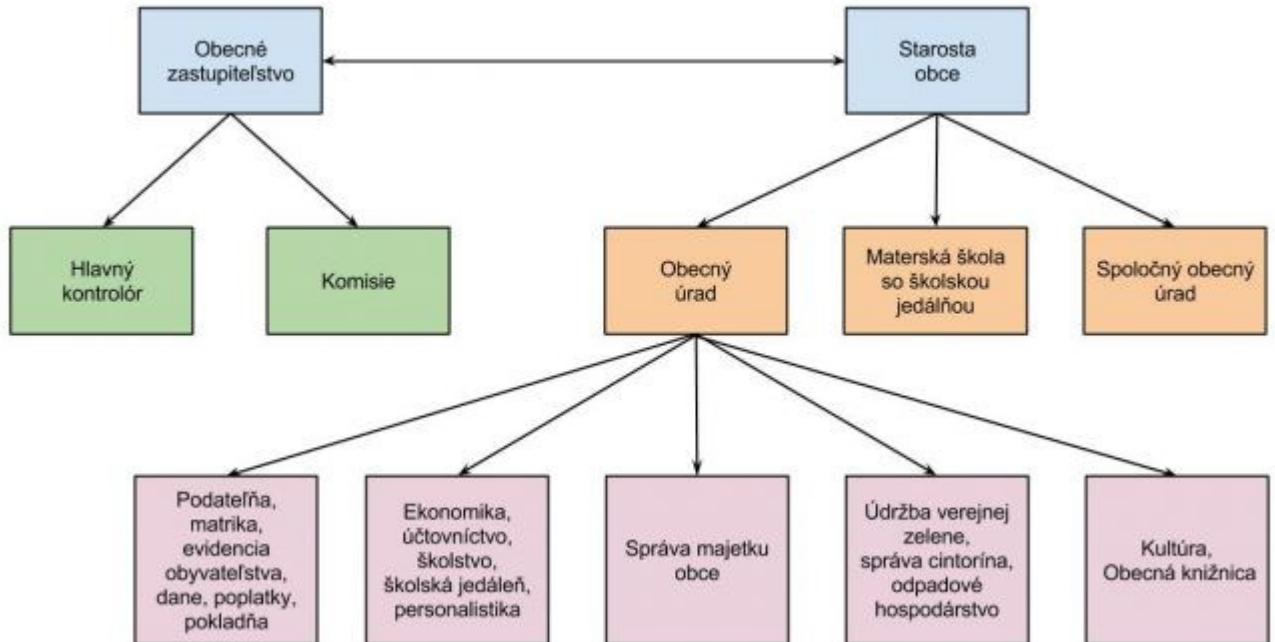 Obecné
zastupiteľstvo
Starosta
obce
Hlavný
kontrolór
Komisie
Obecný
úrad
Materská škola
so školskou
jedálňou
Spoločný obecný
úrad
Podateľňa,
matrika,
evidencia
obyvateľstva,
dane, poplatky,
pokladňa
Ekonomika,
účtovníctvo,
školstvo,
školská jedáleň,
personalistika
Správa majetku
obce
Údržba verejnej
zelene,
správa cintorína,
odpadové
hospodárstvo
Kultúra,
Obecná knižnica